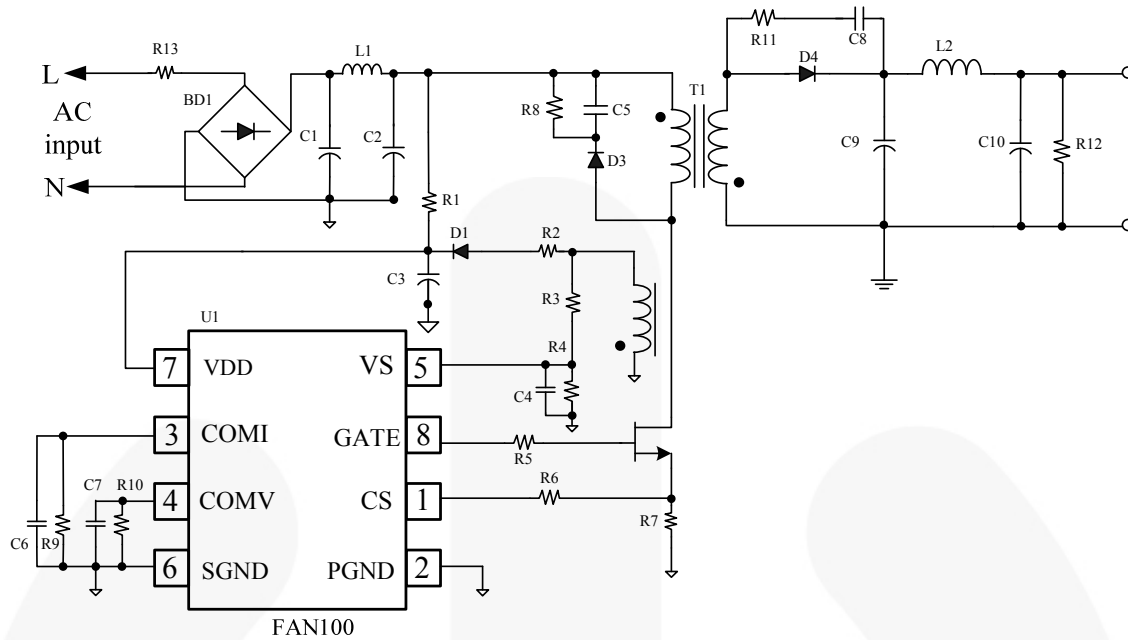 R13
L1
R11
C8
D4
L2
L
AC
input
N
BD1
C1
C2
R8
C5
D3
T1
C9
C10
R12
R1
D1
R2
C3
R3
R4
C4
U1
7 VDD
VS 5
3 COMI
GATE 8
R5
C7
R10
4 COMV
CS 1
R6
R7
C6
R9
6 SGND
PGND 2
FAN100